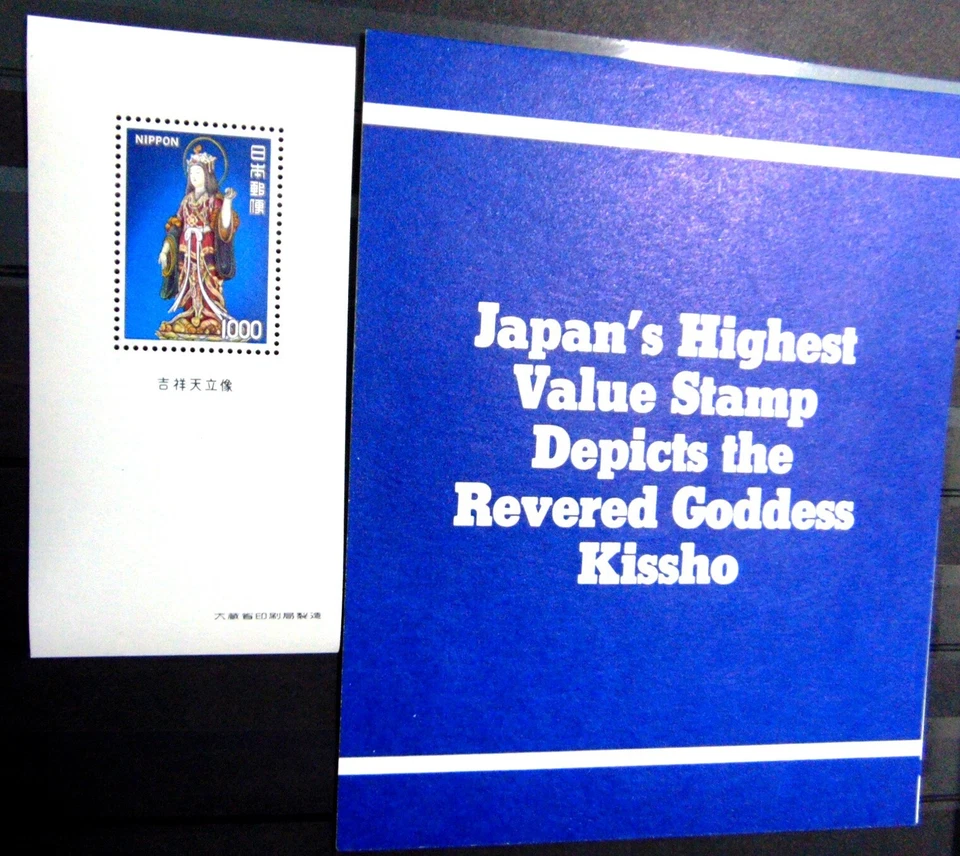 NIPPON
日本郵便
1000
吉祥天立像
大蔵省印刷局製造
Japan's Highest
Value Stamp
Depicts the
Revered Goddess
Kissho